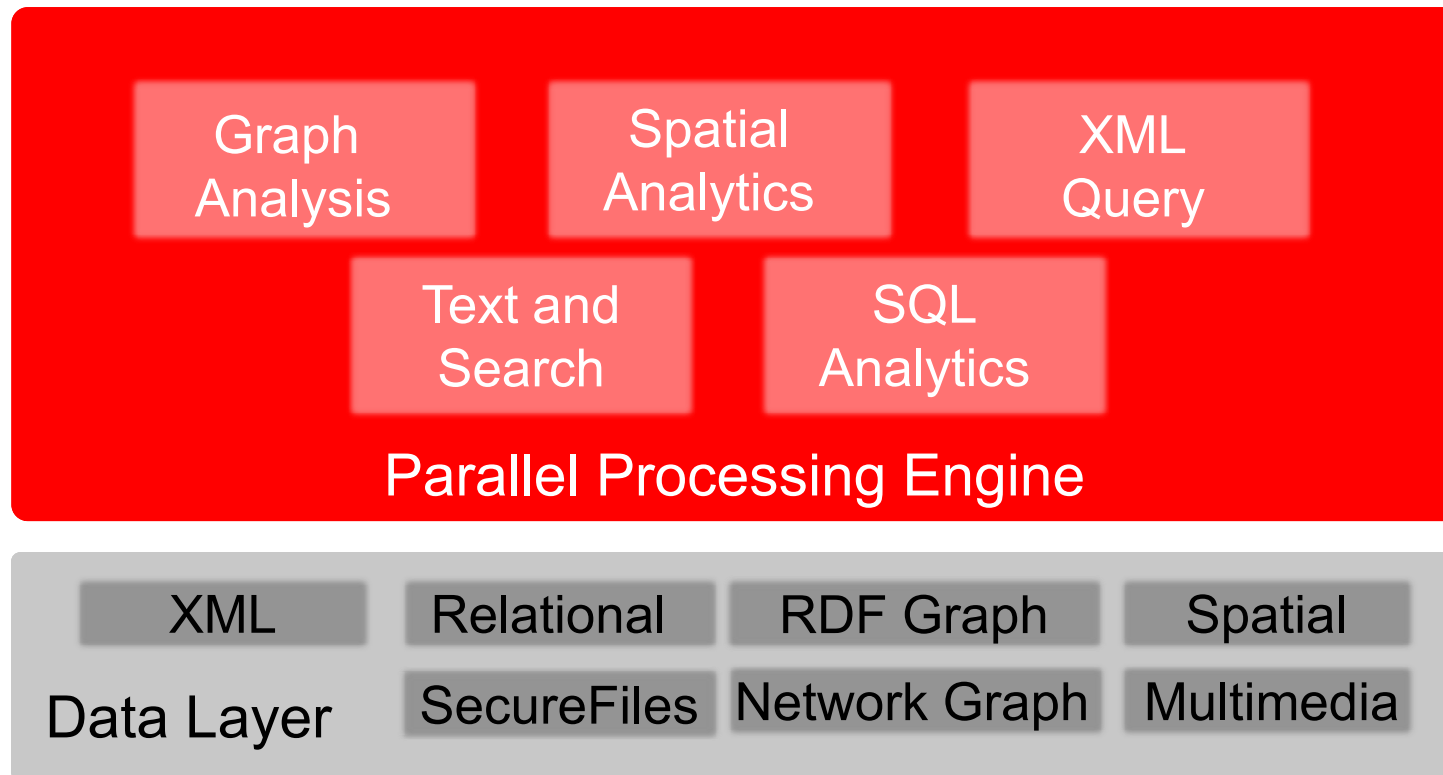 Graph
Analysis
Spatial
Analytics
XML
Query
Text and
Search
SQL
Analytics
Parallel Processing Engine
XML
Relational
RDF Graph
Spatial
Data Layer
SecureFiles
Network Graph
Multimedia